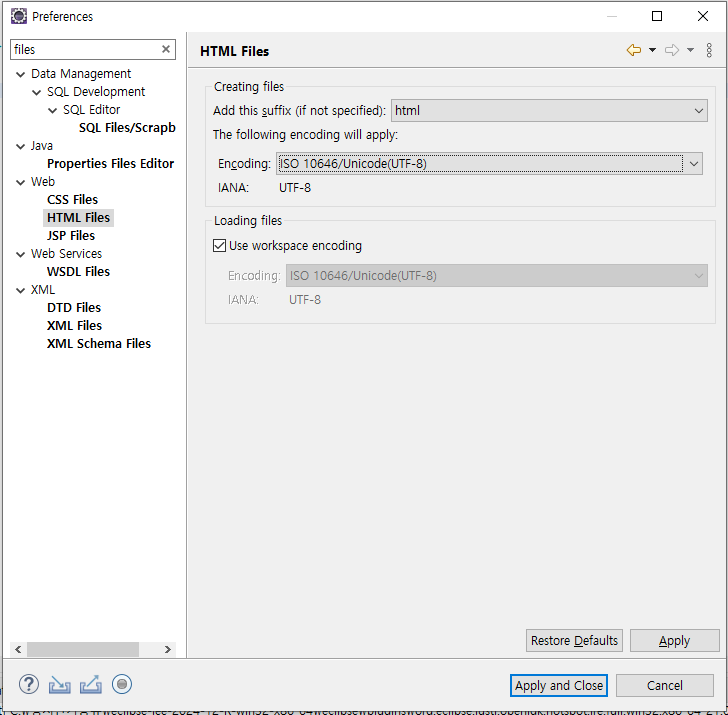 Preferences
files
Data Management
SQL Development
SQL Editor
SQL Files/Scrapb
Java
Properties Files Editor
Web
CSS Files
HTML Files
JSP Files
Web Services
WSDL Files
XML
DTD Files
XML Files
XML Schema Files
HTML Files
Creating files
Add this suffix (if not specified): html
The following encoding will apply:
Encoding: ISO 10646/Unicode(UTF-8)
IANA: UTF-8
Loading files
Use workspace encoding
Encoding: ISO 10646/Unicode(UTF-8)
IANA: UTF-8
Restore Defaults Apply
Apply and Close Cancel